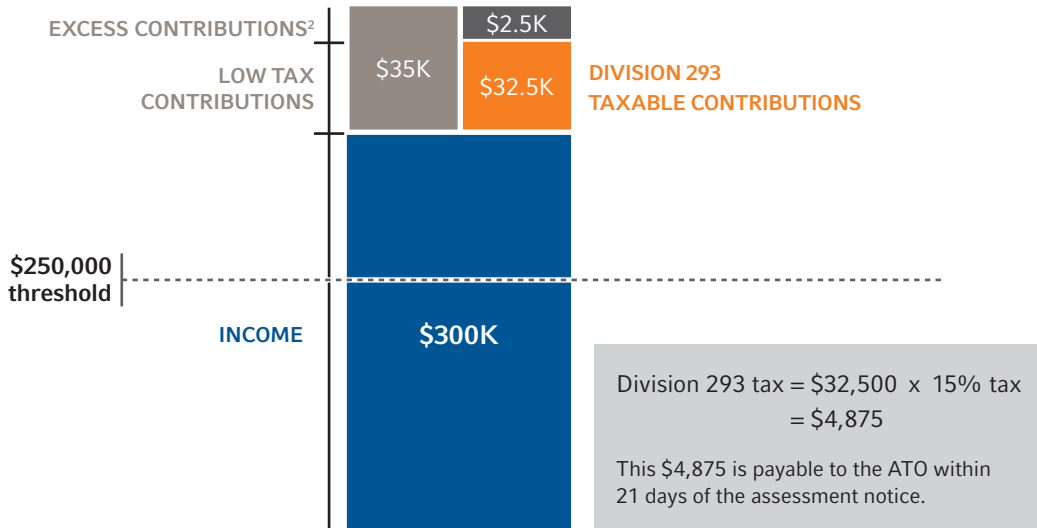 EXCESS CONTRIBUTIONS²
LOW TAX
CONTRIBUTIONS
$35K
$2.5K
$32.5K
DIVISION 293
TAXABLE CONTRIBUTIONS
$250,000
threshold
INCOME
$300K
Division 293 tax = $32,500 x 15% tax
= $4,875
This $4,875 is payable to the ATO within
21 days of the assessment notice.